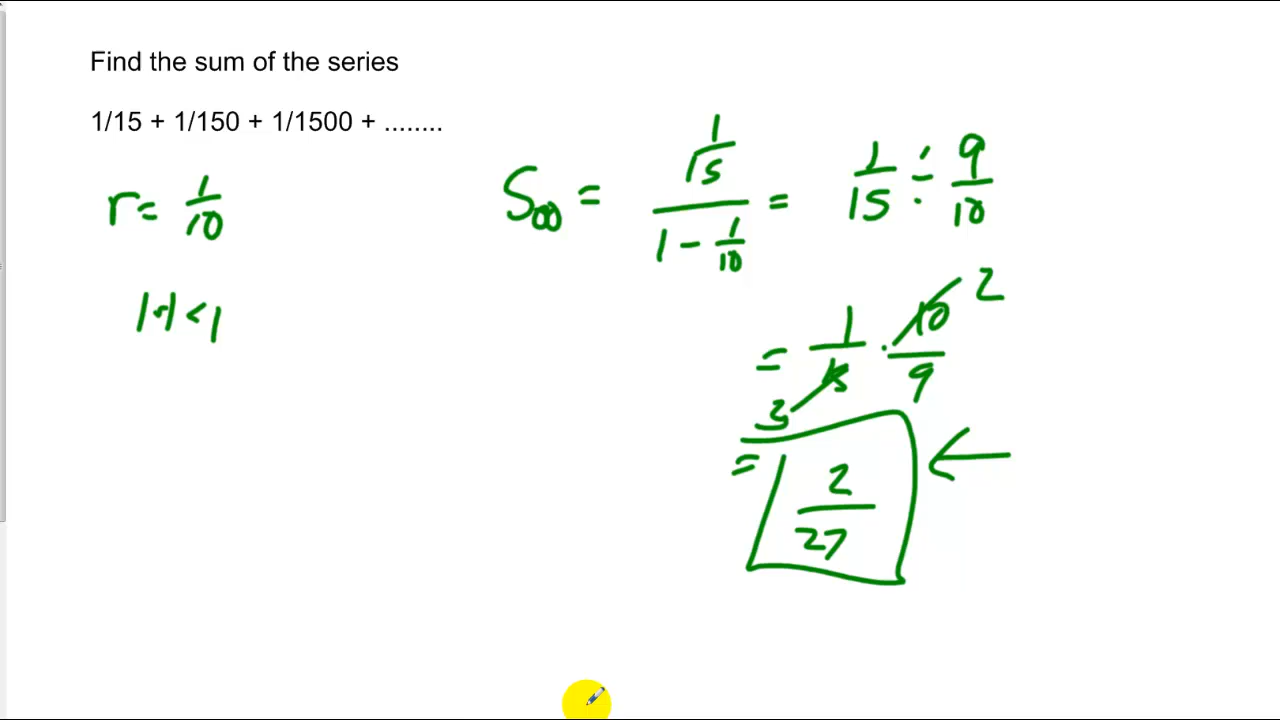 Find the sum of the series
1/15 + 1/150 + 1/1500 + ........
r = 1/10
|r| < 1
S∞ = (1/15)/(1 - 1/10) = 1/15 ÷ 9/10
= 1/15 · 10/9
3 2
= 2/27